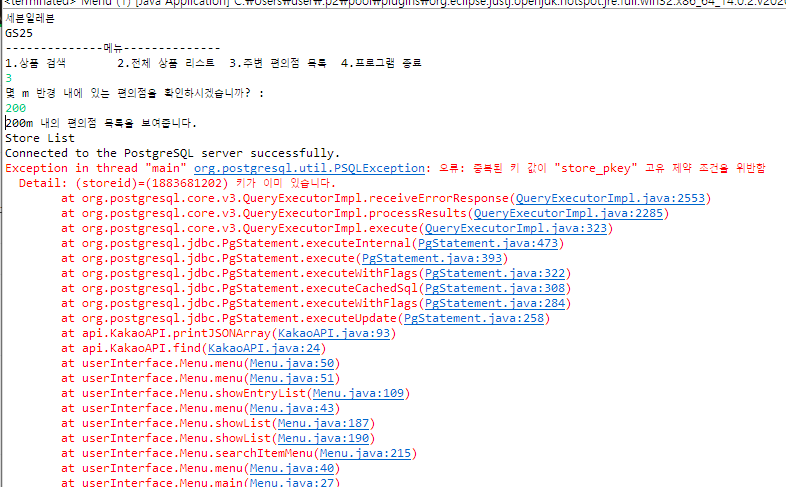 <terminated> Menu (1) [Java Application] C:₩Users₩user₩.p2₩pool₩plugins₩org.eclipse.justj.openjdk.hotspot.jre.full.win32.x86_64_14.0.2.v2020
세븐일레븐
GS25
--------------메뉴--------------
1.상품 검색 2.전체 상품 리스트 3.주변 편의점 목록 4.프로그램 종료
3
몇 m 반경 내에 있는 편의점을 확인하시겠습니까? :
200
200m 내의 편의점 목록을 보여줍니다.
Store List
Connected to the PostgreSQL server successfully.
Exception in thread "main" org.postgresql.util.PSQLException: 오류: 중복된 키 값이 "store_pkey" 고유 제약 조건을 위반함
Detail: (storeid)=(1883681202) 키가 이미 있습니다.
at org.postgresql.core.v3.QueryExecutorImpl.receiveErrorResponse(QueryExecutorImpl.java:2553)
at org.postgresql.core.v3.QueryExecutorImpl.processResults(QueryExecutorImpl.java:2285)
at org.postgresql.core.v3.QueryExecutorImpl.execute(QueryExecutorImpl.java:323)
at org.postgresql.jdbc.PgStatement.executeInternal(PgStatement.java:473)
at org.postgresql.jdbc.PgStatement.execute(PgStatement.java:393)
at org.postgresql.jdbc.PgStatement.executeWithFlags(PgStatement.java:322)
at org.postgresql.jdbc.PgStatement.executeCachedSql(PgStatement.java:308)
at org.postgresql.jdbc.PgStatement.executeWithFlags(PgStatement.java:284)
at org.postgresql.jdbc.PgStatement.executeUpdate(PgStatement.java:258)
at api.KakaoAPI.printJSONArray(KakaoAPI.java:93)
at api.KakaoAPI.find(KakaoAPI.java:24)
at userInterface.Menu.menu(Menu.java:50)
at userInterface.Menu.menu(Menu.java:51)
at userInterface.Menu.showEntryList(Menu.java:109)
at userInterface.Menu.menu(Menu.java:43)
at userInterface.Menu.showList(Menu.java:187)
at userInterface.Menu.showList(Menu.java:190)
at userInterface.Menu.searchItemMenu(Menu.java:215)
at userInterface.Menu.menu(Menu.java:40)
at userInterface.Menu.main(Menu.java:27)